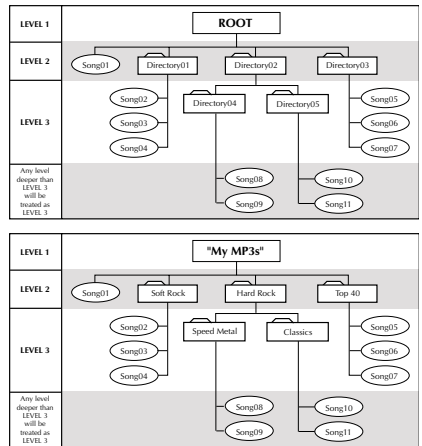 LEVEL 1
ROOT
LEVEL 2
Song01
Directory01
Directory02
Directory03
LEVEL 3
Song02
Song03
Song04
Directory04
Directory05
Song05
Song06
Song07
Any level
deeper than
LEVEL 3
will be
treated as
LEVEL 3
Song08
Song09
Song10
Song11
LEVEL 1
"My MP3s"
LEVEL 2
Song01
Soft Rock
Hard Rock
Top 40
LEVEL 3
Song02
Song03
Song04
Speed Metal
Classics
Song05
Song06
Song07
Any level
deeper than
LEVEL 3
will be
treated as
LEVEL 3
Song08
Song09
Song10
Song11